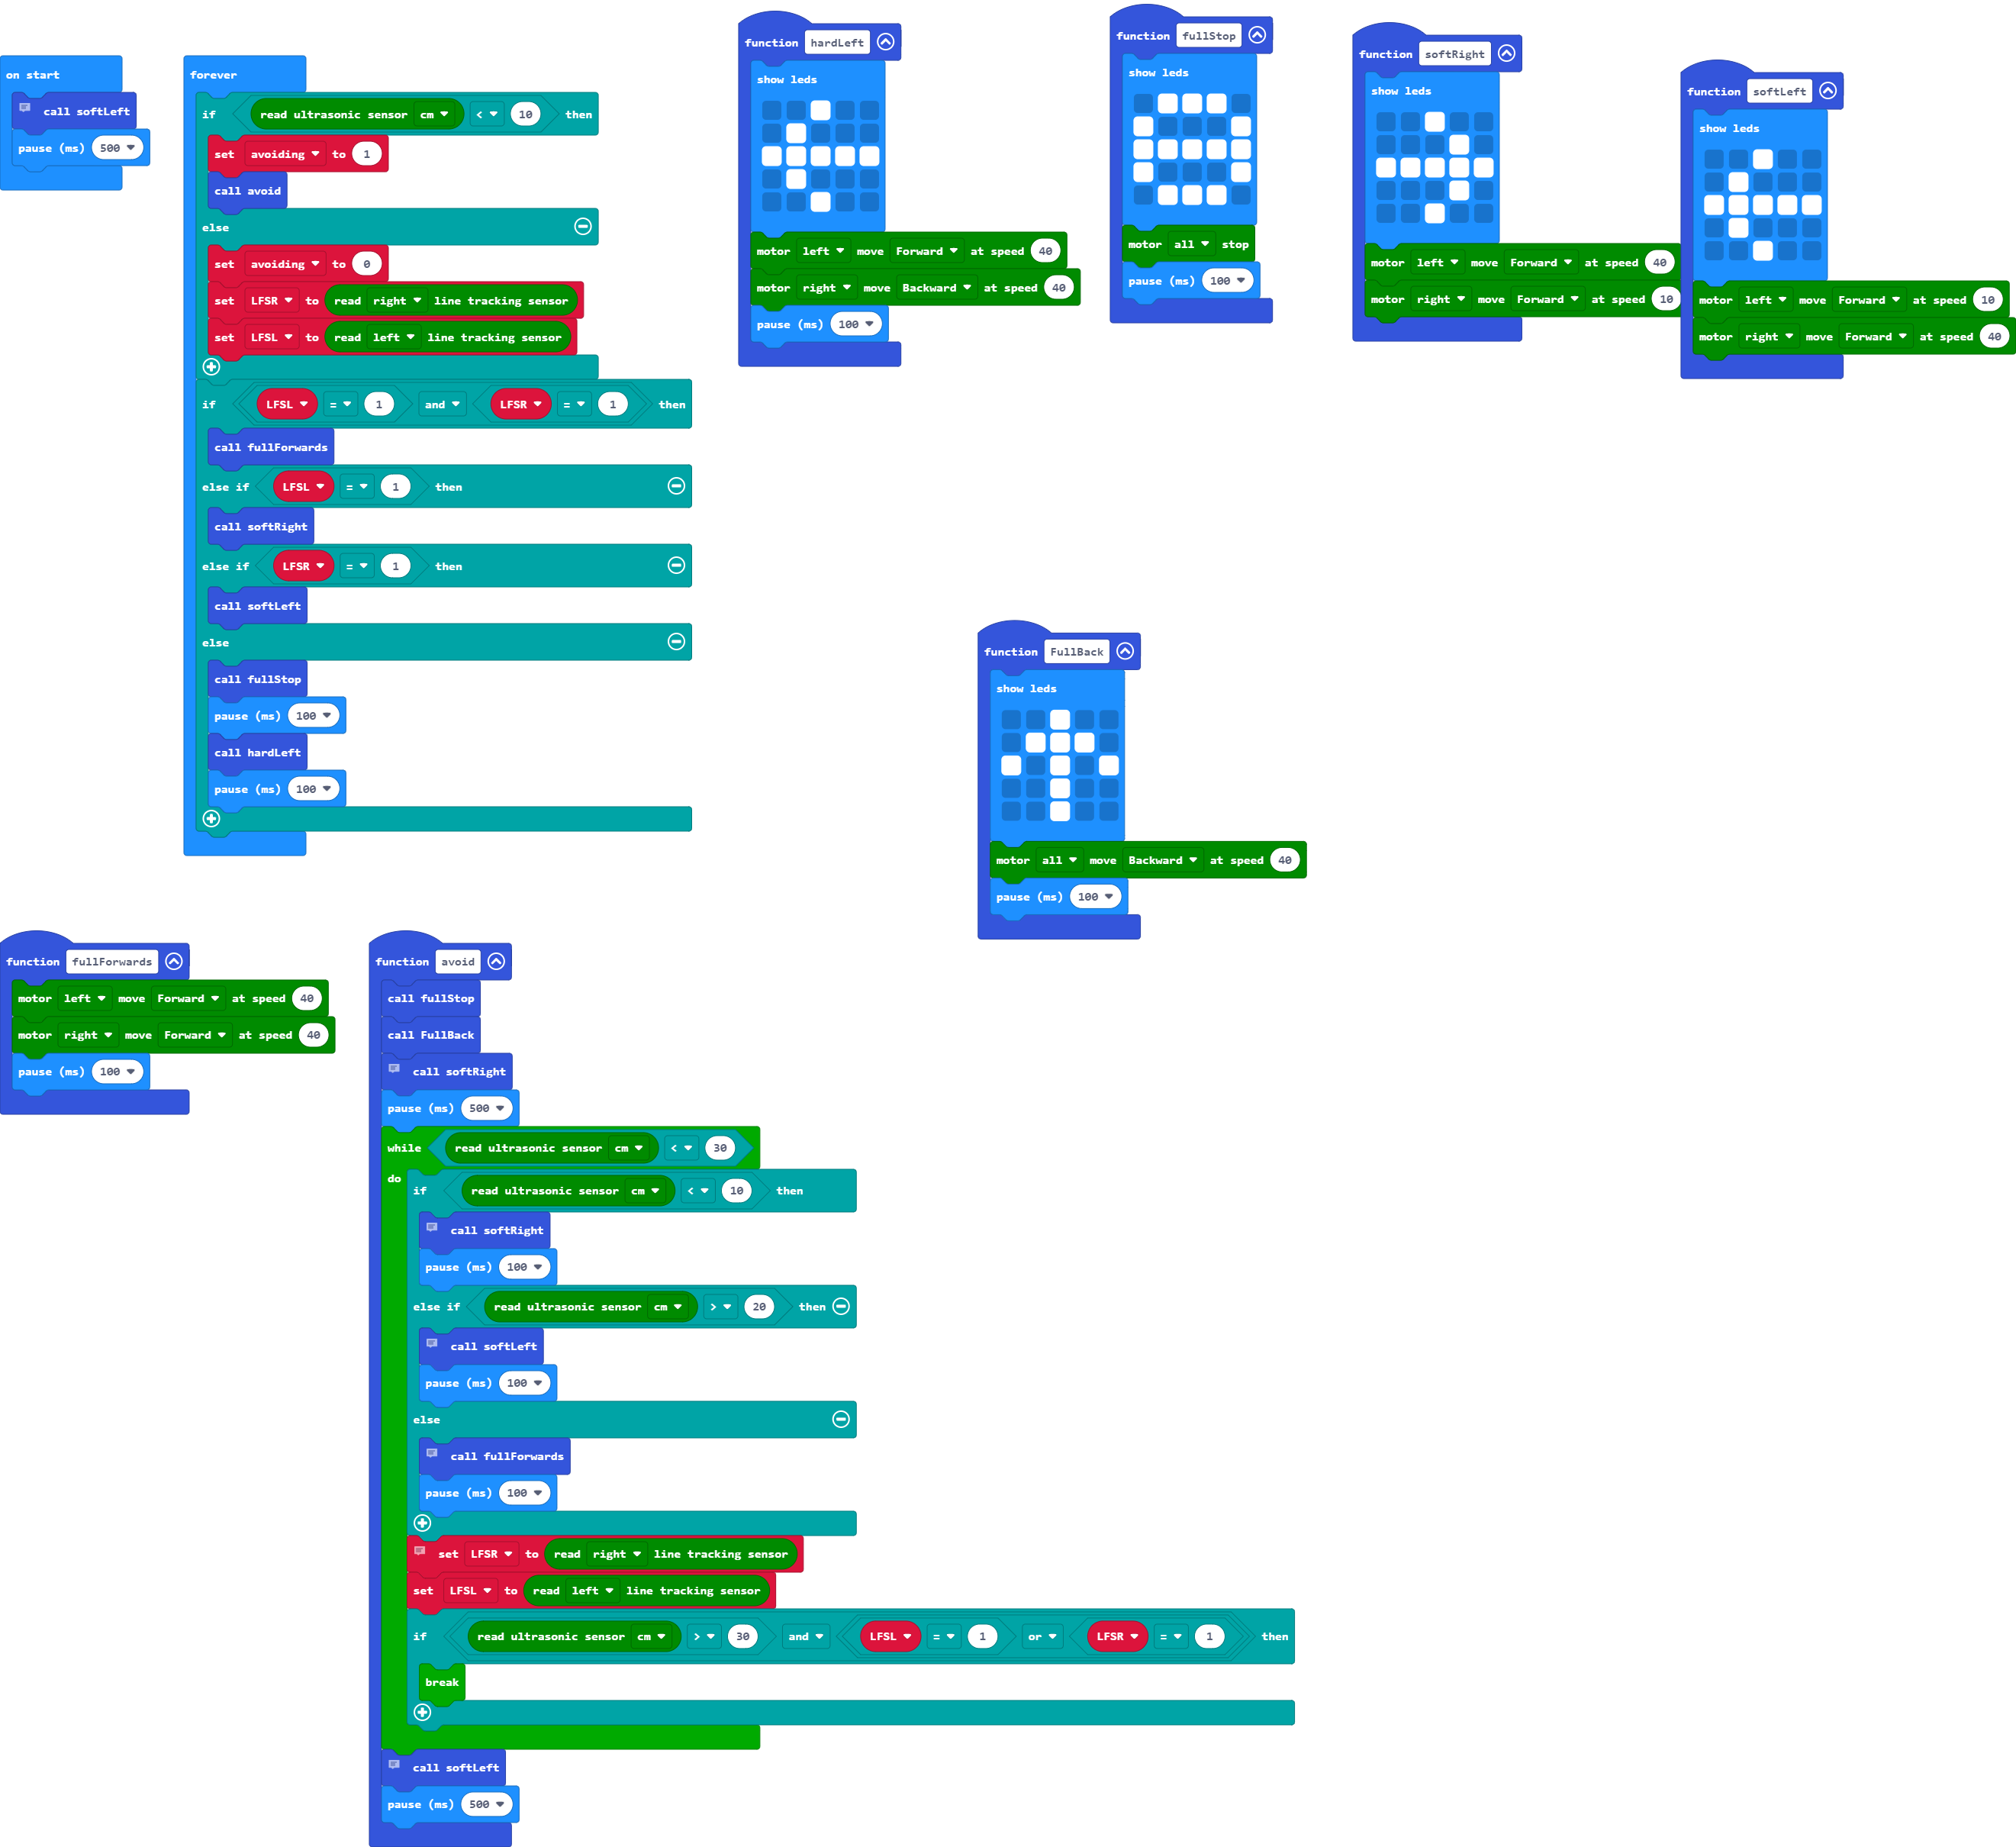 on start
call softLeft
pause (ms) 500
forever
if read ultrasonic sensor cm < 10 then
set avoiding to 1
call avoid
else
set avoiding to 0
set LFSR to read right line tracking sensor
set LFSL to read left line tracking sensor
if LFSL = 1 and LFSR = 1 then
call fullForwards
else if LFSL = 1 then
call softRight
else if LFSR = 1 then
call softLeft
else
call fullStop
pause (ms) 100
call hardLeft
pause (ms) 100
function hardLeft
show leds
motor left move Forward at speed 40
motor right move Backward at speed 40
pause (ms) 100
function fullStop
show leds
motor all stop
pause (ms) 100
function softRight
show leds
motor left move Forward at speed 40
motor right move Forward at speed 10
function softLeft
show leds
motor left move Forward at speed 10
motor right move Forward at speed 40
function FullBack
show leds
motor all move Backward at speed 40
pause (ms) 100
function fullForwards
motor left move Forward at speed 40
motor right move Forward at speed 40
pause (ms) 100
function avoid
call fullStop
call FullBack
call softRight
pause (ms) 500
while read ultrasonic sensor cm < 30
do
if read ultrasonic sensor cm < 10 then
call softRight
pause (ms) 100
else if read ultrasonic sensor cm > 20 then
call softLeft
pause (ms) 100
else
call fullForwards
pause (ms) 100
set LFSR to read right line tracking sensor
set LFSL to read left line tracking sensor
if read ultrasonic sensor cm > 30 and LFSL = 1 or LFSR = 1 then
break
call softLeft
pause (ms) 500